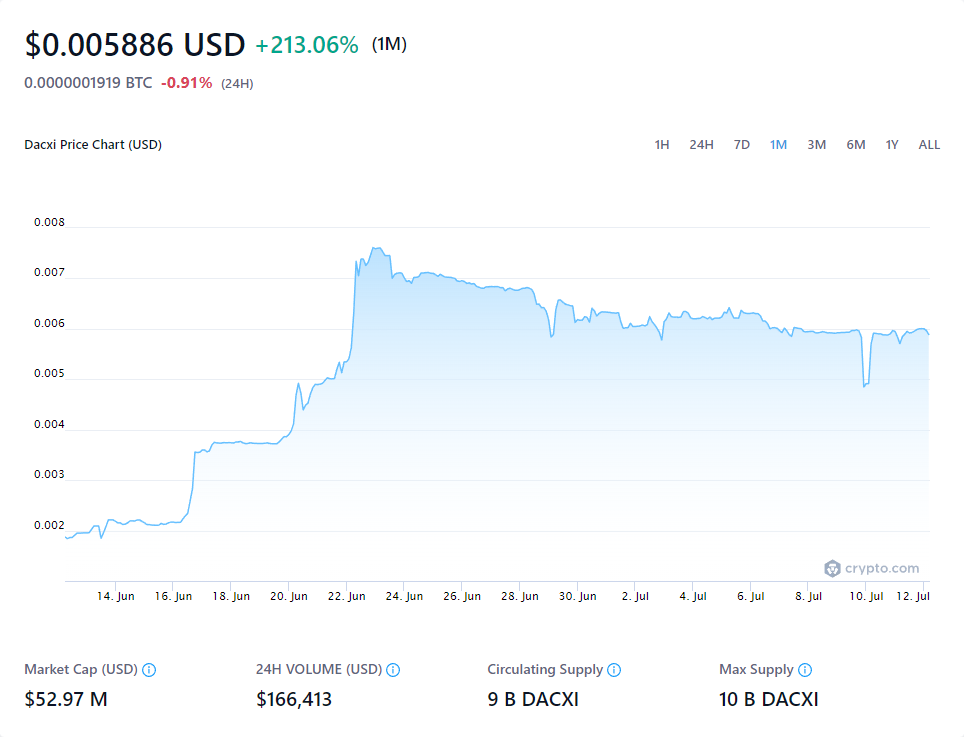 $0.005886 USD +213.06% (1M)
0.0000001919 BTC -0.91% (24H)
Dacxi Price Chart (USD) 1H 24H 7D 1M 3M 6M 1Y ALL
0.008
0.007
0.006
0.005
0.004
0.003
0.002
crypto.com
14. Jun 16. Jun 18. Jun 20. Jun 22. Jun 24. Jun 26. Jun 28. Jun 30. Jun 2. Jul 4. Jul 6. Jul 8. Jul 10. Jul 12. Jul
Market Cap (USD) 24H VOLUME (USD) Circulating Supply Max Supply
$52.97 M $166,413 9 B DACXI 10 B DACXI